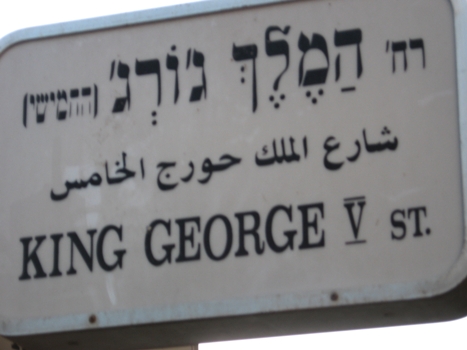 רח' הַמֶלֶךְ ג'וֹרְג' (החמישי)
شارع الملك حورج الخامس
KING GEORGE V ST.